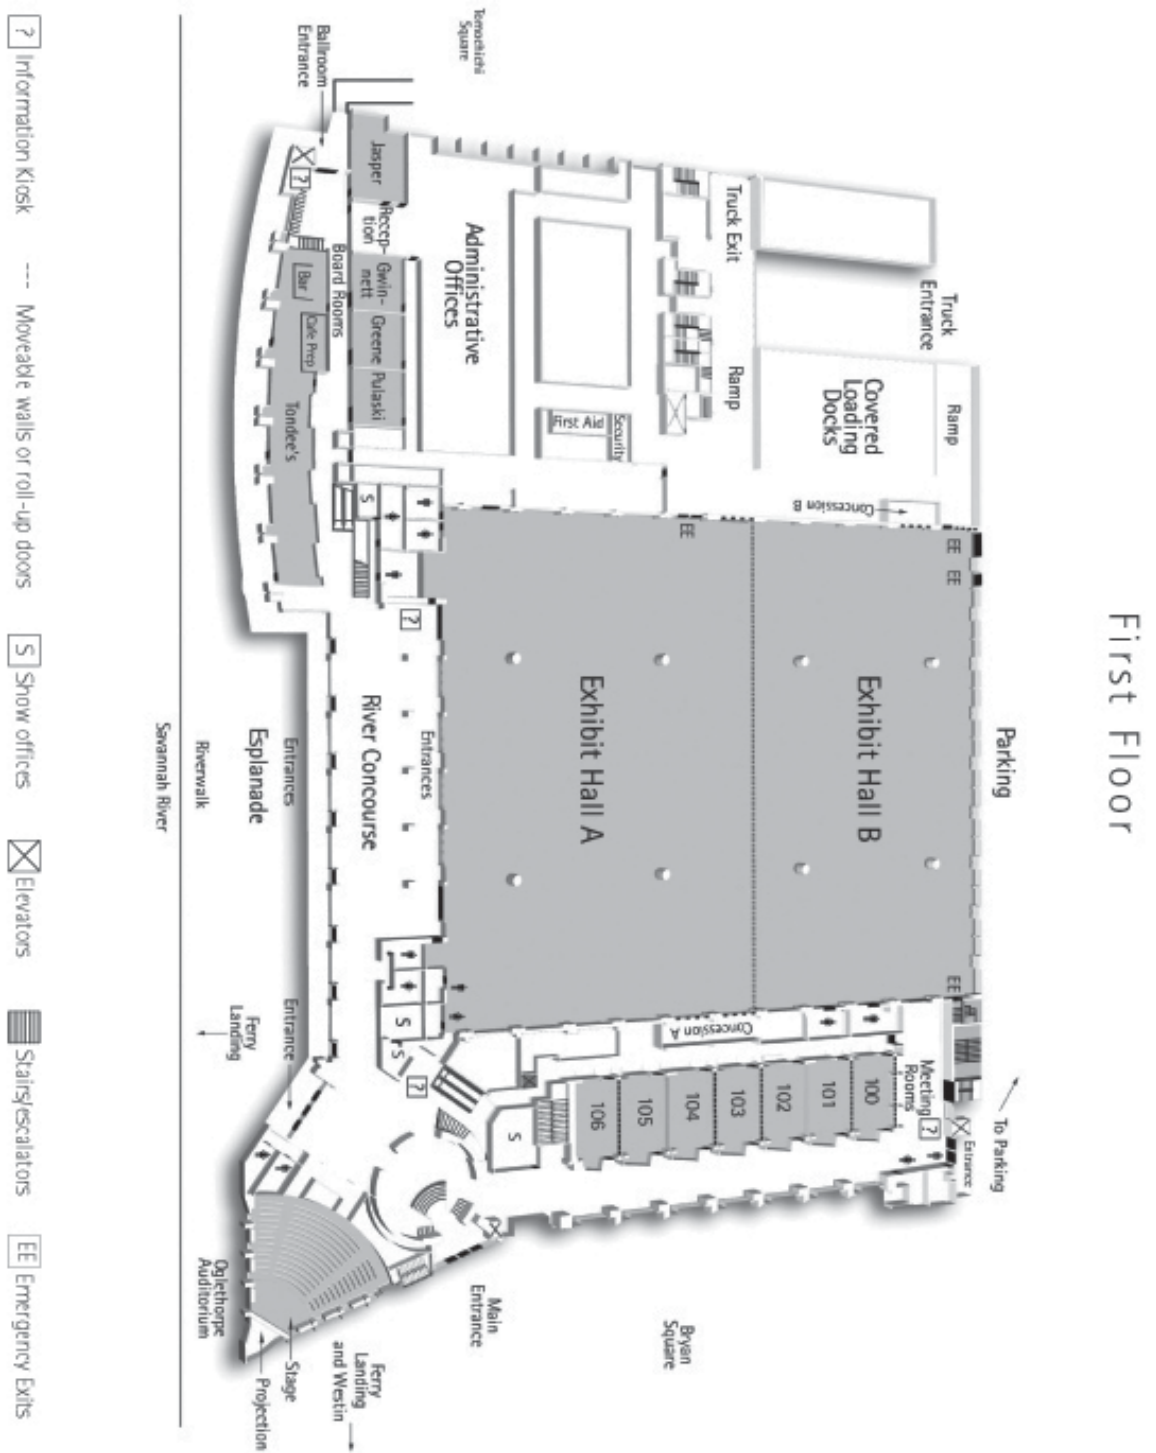 First Floor
Parking
To Parking
Truck
Entrance
Ramp
Covered
Loading
Docks
Concession B
EE
EE
EE
Entrance
Truck Exit
Ramp
Exhibit Hall B
Meeting
Rooms
?
100
101
102
103
104
105
106
Concession A
Security
First Aid
EE
Exhibit Hall A
Bryan
Square
Tomochichi
Square
Administrative
Offices
S
Main
Entrance
Jasper
Recep-
tion
Gwin-
nett
Greene
Pulaski
Board Rooms
S
?
Entrances
River Concourse
S
S
?
Ferry
Landing
and Westin
Ballroom
Entrance
?
Bar
Cafe Prep
Tondee's
Entrances
Esplanade
Entrance
Ferry
Landing
Stage
Projection
Oglethorpe
Auditorium
Riverwalk
Savannah River
? Information Kiosk
--- Moveable walls or roll-up doors
S Show offices
Elevators
Stairs/escalators
EE Emergency Exits